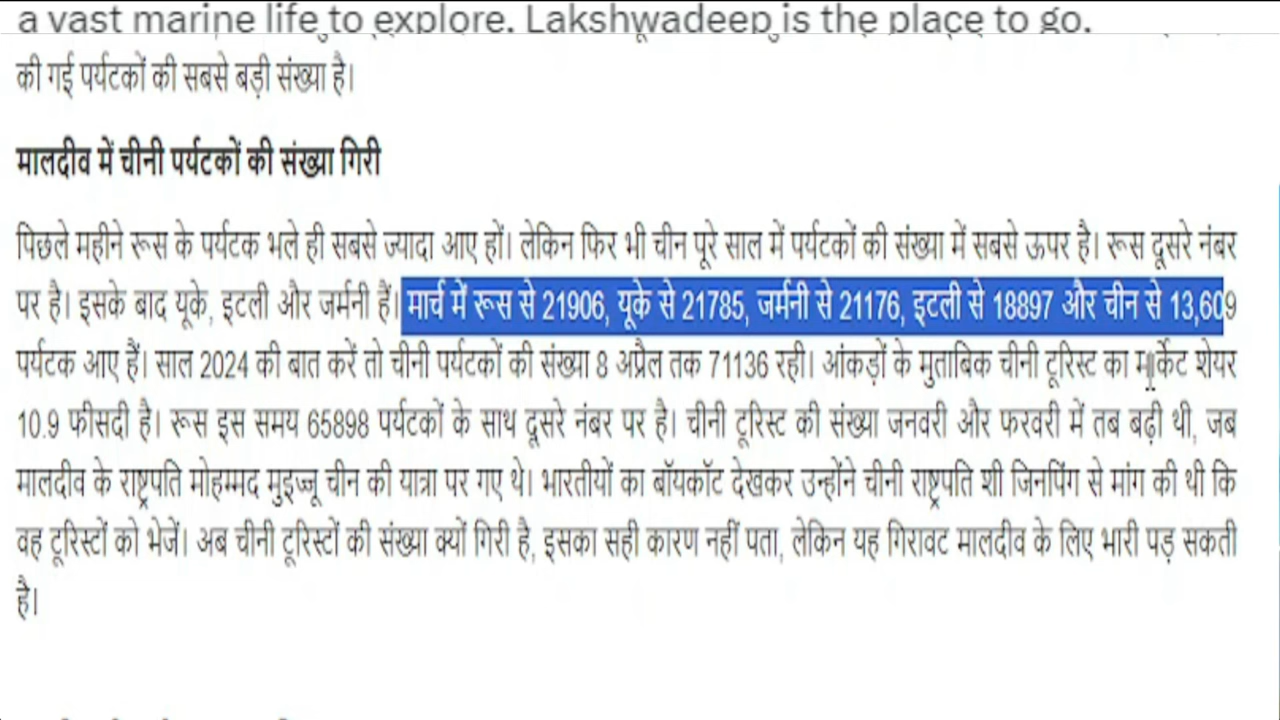 a vast marine life to explore. Lakshwadeep is the place to go.
की गई पर्यटकों की सबसे बड़ी संख्या है।
मालदीव में चीनी पर्यटकों की संख्या गिरी
पिछले महीने रूस के पर्यटक भले ही सबसे ज्यादा आए हों। लेकिन फिर भी चीन पूरे साल में पर्यटकों की संख्या में सबसे ऊपर है। रूस दूसरे नंबर
पर है। इसके बाद यूके, इटली और जर्मनी हैं। मार्च में रूस से 21906, यूके से 21785, जर्मनी से 21176, इटली से 18897 और चीन से 13,609
पर्यटक आए हैं। साल 2024 की बात करें तो चीनी पर्यटकों की संख्या 8 अप्रैल तक 71136 रही। आंकड़ों के मुताबिक चीनी टूरिस्ट का मार्केट शेयर
10.9 फीसदी है। रूस इस समय 65898 पर्यटकों के साथ दूसरे नंबर पर है। चीनी टूरिस्ट की संख्या जनवरी और फरवरी में तब बढ़ी थी, जब
मालदीव के राष्ट्रपति मोहम्मद मुइज्जू चीन की यात्रा पर गए थे। भारतीयों का बॉयकॉट देखकर उन्होंने चीनी राष्ट्रपति शी जिनपिंग से मांग की थी कि
वह टूरिस्टों को भेजें। अब चीनी टूरिस्टों की संख्या क्यों गिरी है, इसका सही कारण नहीं पता, लेकिन यह गिरावट मालदीव के लिए भारी पड़ सकती
है।